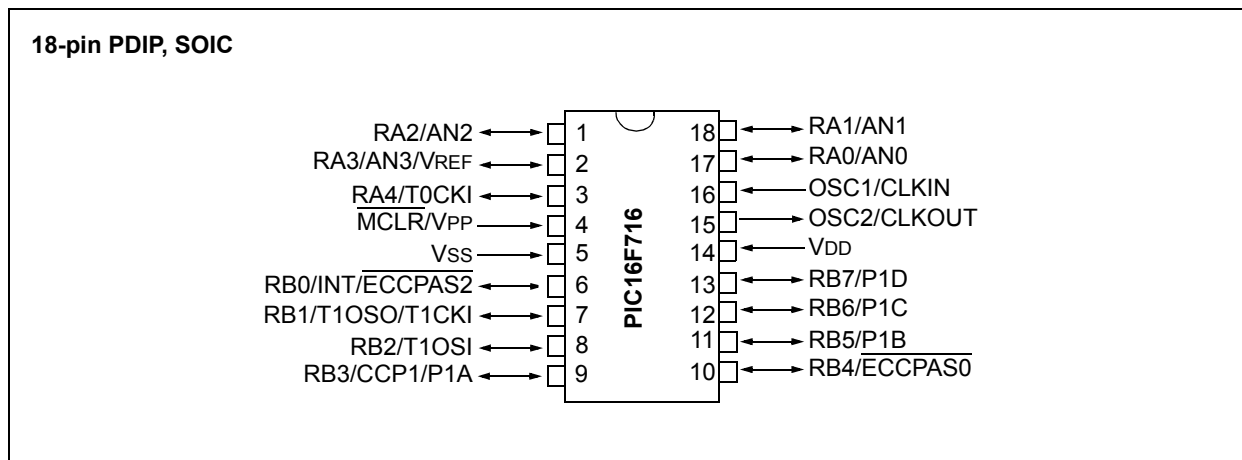 18-pin PDIP, SOIC
RA2/AN2 1
RA3/AN3/VREF 2
RA4/T0CKI 3
MCLR/VPP 4
VSS 5
RB0/INT/ECCPAS2 6
RB1/T1OSO/T1CKI 7
RB2/T1OSI 8
RB3/CCP1/P1A 9
PIC16F716
18 RA1/AN1
17 RA0/AN0
16 OSC1/CLKIN
15 OSC2/CLKOUT
14 VDD
13 RB7/P1D
12 RB6/P1C
11 RB5/P1B
10 RB4/ECCPAS0